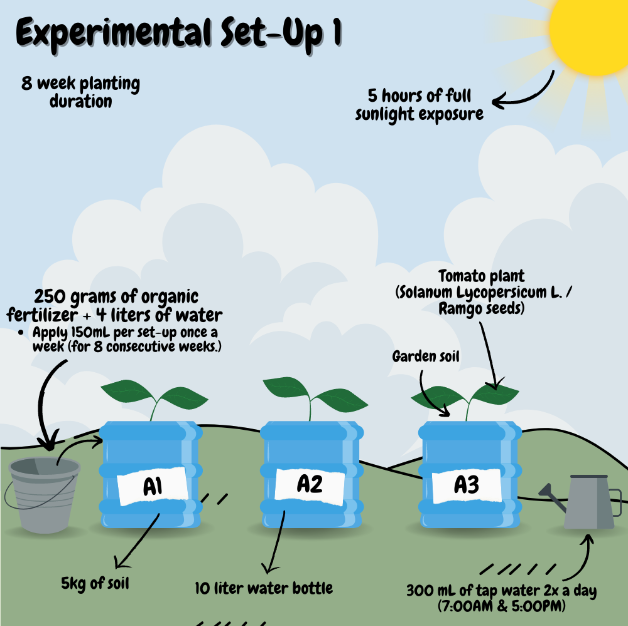 Experimental Set-Up 1
8 week planting
duration
5 hours of full
sunlight exposure
Tomato plant
(Solanum Lycopersicum L. /
Ramgo seeds)
250 grams of organic
fertilizer + 4 liters of water
• Apply 150mL per set-up once a
week (for 8 consecutive weeks.)
Garden soil
A1
A2
A3
5kg of soil
10 liter water bottle
300 mL of tap water 2x a day
(7:00AM & 5:00PM)